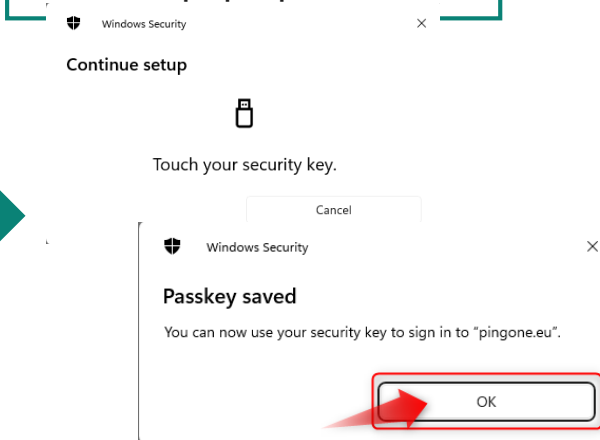 Windows Security
Continue setup
Touch your security key.
Cancel
Windows Security
Passkey saved
You can now use your security key to sign in to “pingone.eu”.
OK